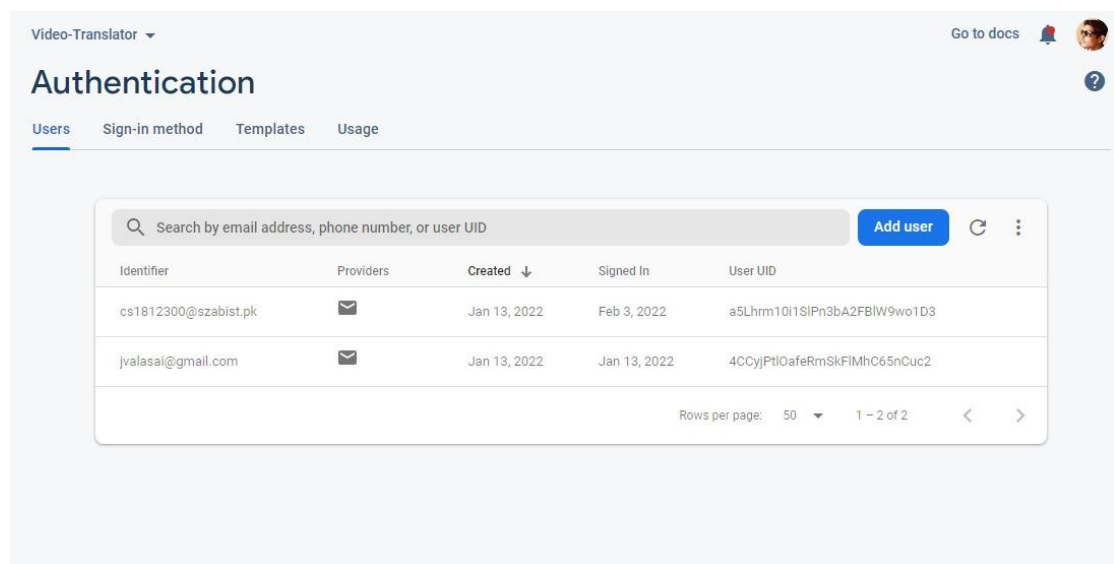 Video-Translator
Go to docs
Authentication
Users Sign-in method Templates Usage
Search by email address, phone number, or user UID
Add user
Identifier Providers Created Signed In User UID
cs1812300@szabist.pk Jan 13, 2022 Feb 3, 2022 a5Lhrm10i1SlPn3bA2FBlW9wo1D3
jvalasai@gmail.com Jan 13, 2022 Jan 13, 2022 4CCyjPtlOafeRmSkFlMhC65nCuc2
Rows per page: 50 1 – 2 of 2